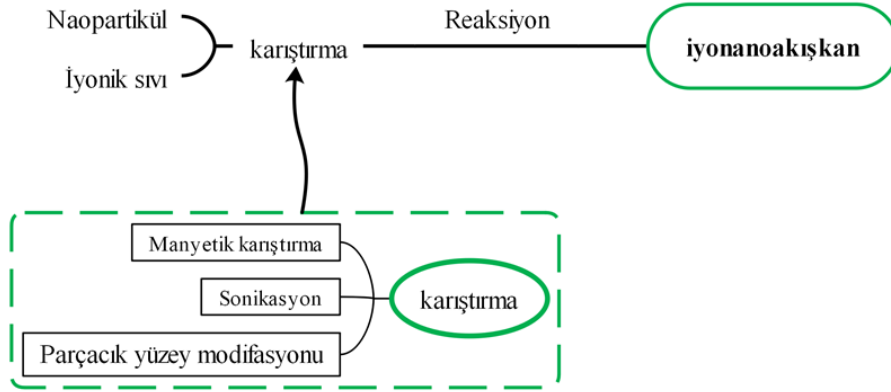 Naopartikül
İyonik sıvı
karıştırma
Reaksiyon
iyonanoakışkan
Manyetik karıştırma
Sonikasyon
Parçacık yüzey modifasyonu
karıştırma